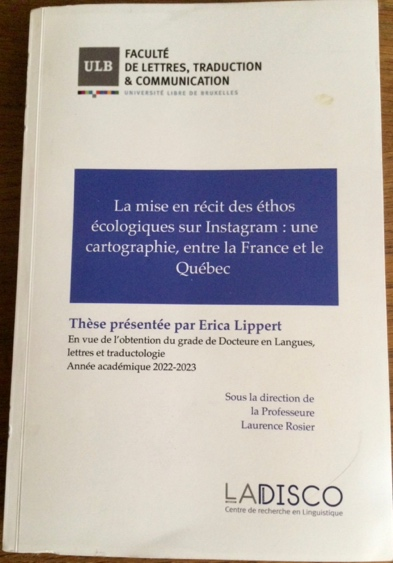 ULB
FACULTÉ
DE LETTRES, TRADUCTION
& COMMUNICATION
UNIVERSITÉ LIBRE DE BRUXELLES
La mise en récit des éthos
écologiques sur Instagram : une
cartographie, entre la France et le
Québec
Thèse présentée par Erica Lippert
En vue de l'obtention du grade de Docteure en Langues,
lettres et traductologie
Année académique 2022-2023
Sous la direction de
la Professeure
Laurence Rosier
LADISCO
Centre de recherche en Linguistique